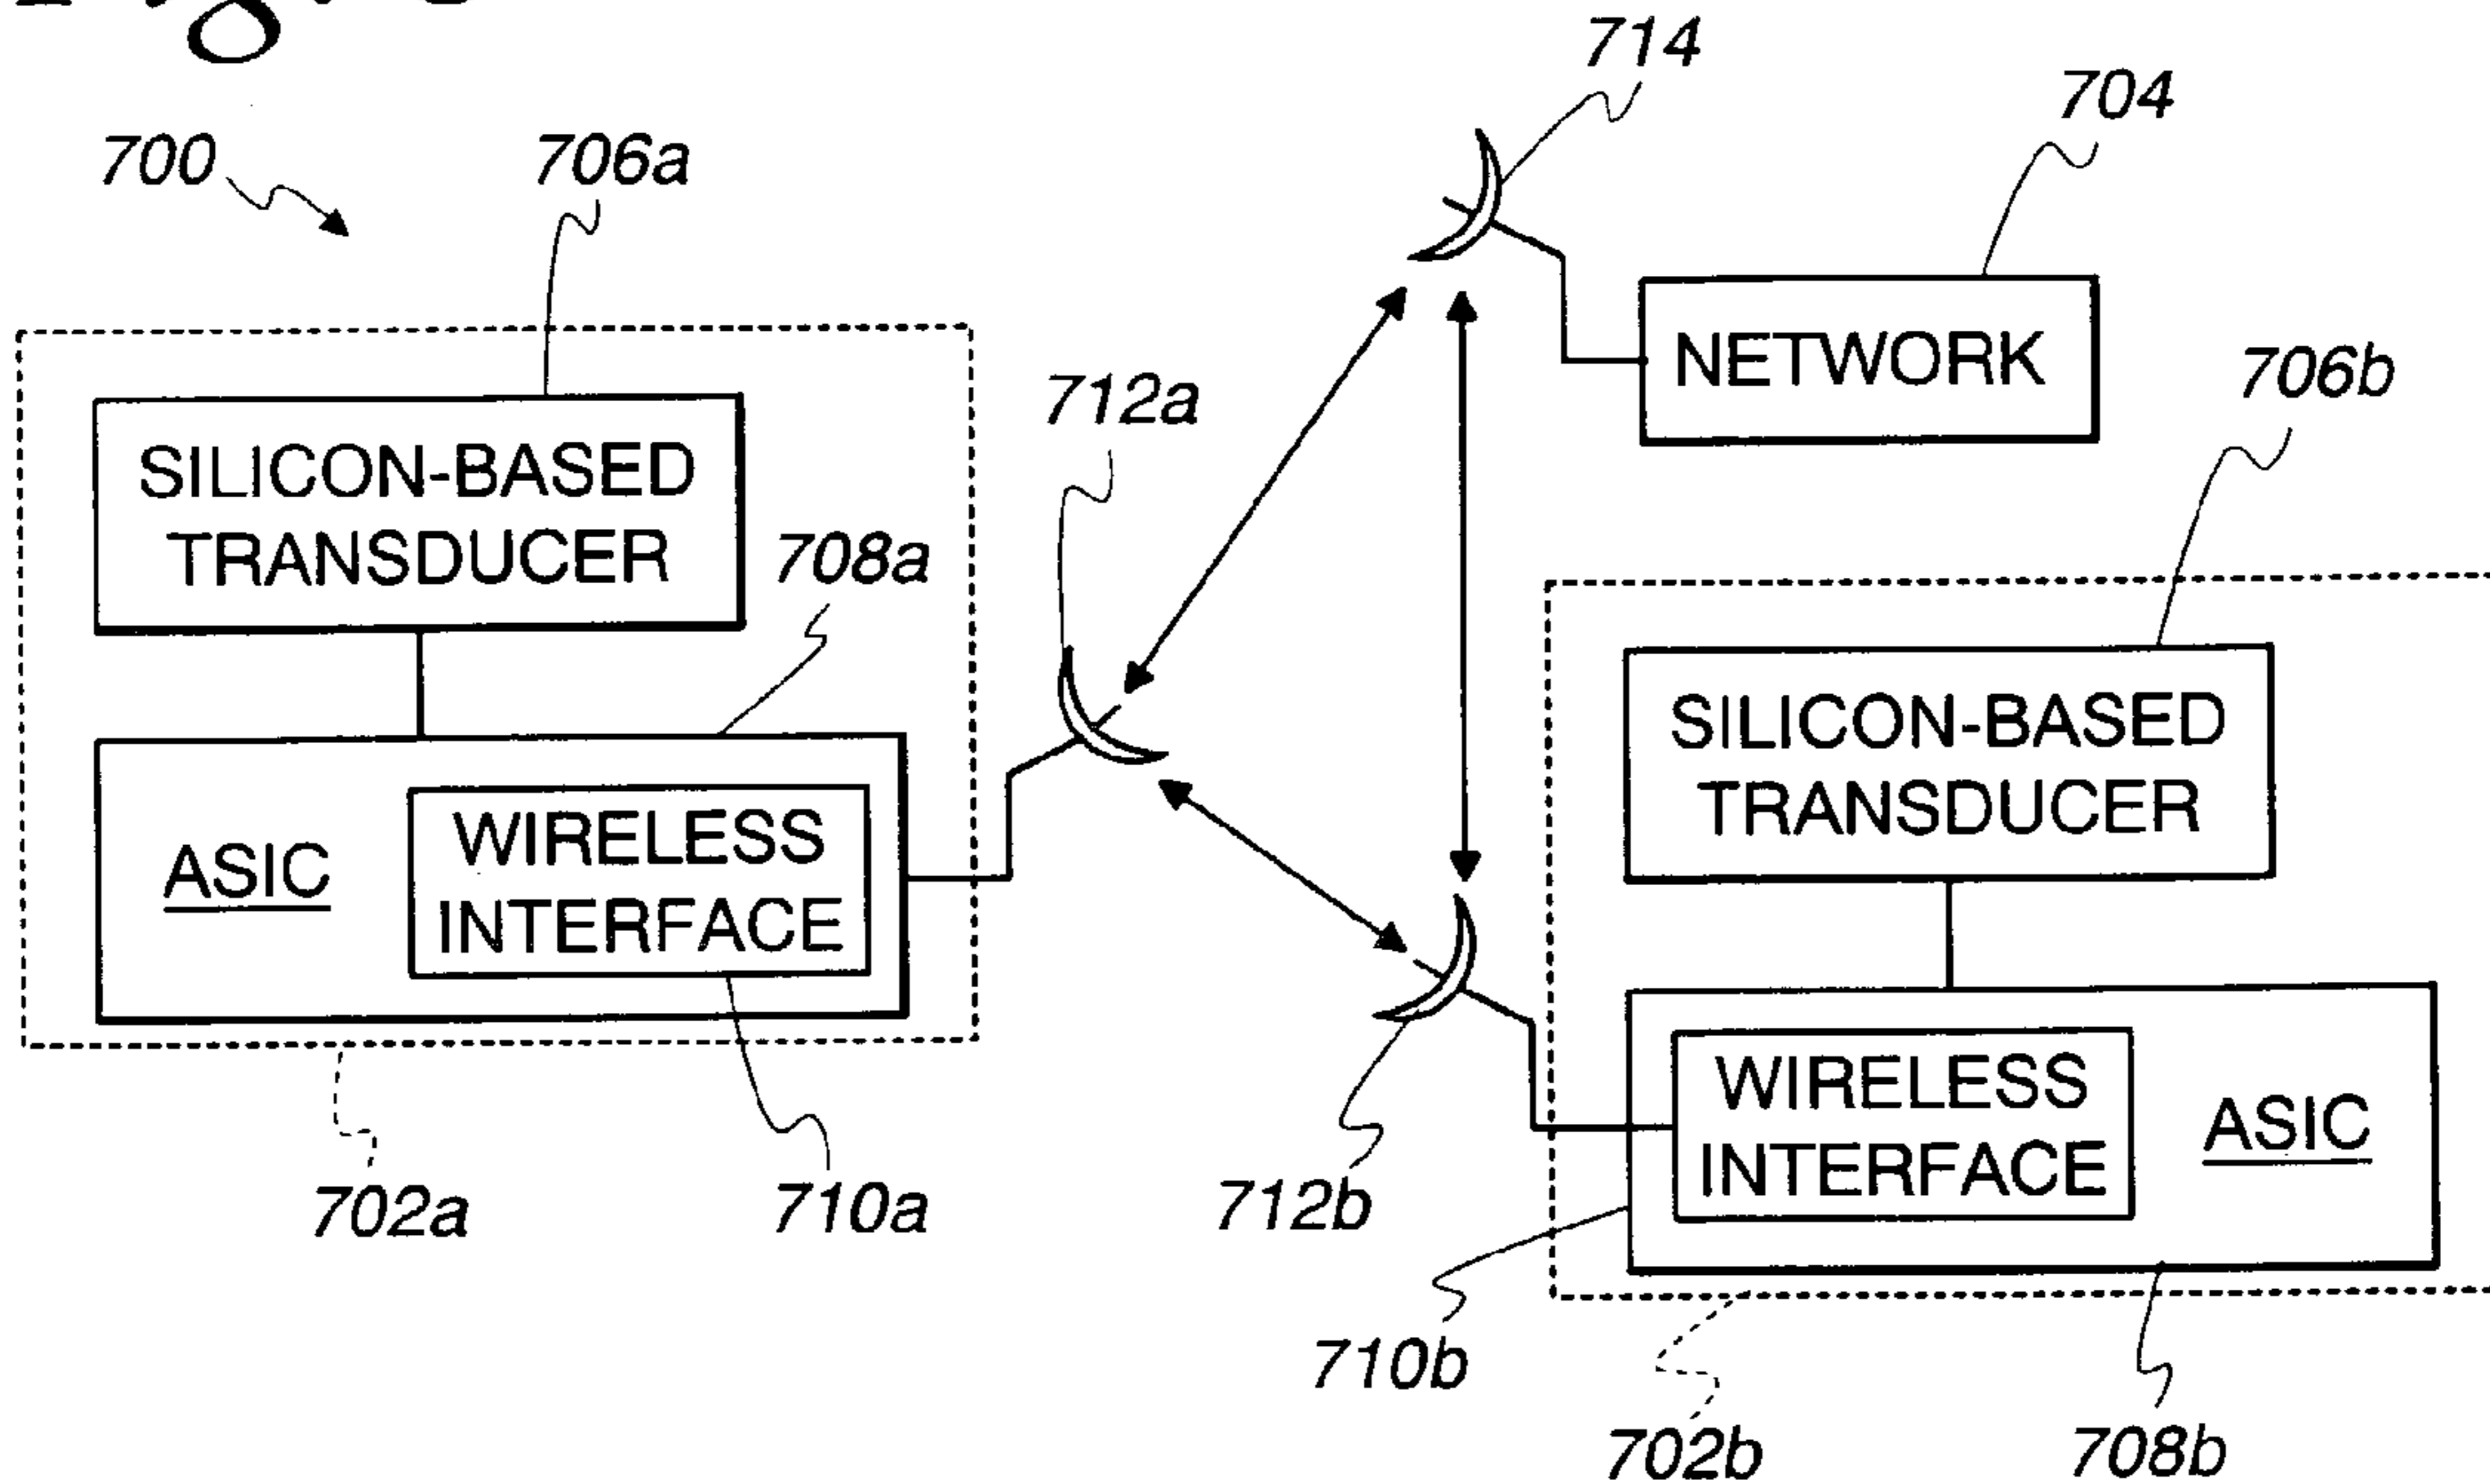 714
704
700
706a
NETWORK
706b
712a
SILICON-BASED
TRANSDUCER
708a
SILICON-BASED
TRANSDUCER
WIRELESS
INTERFACE
ASIC
WIRELESS
INTERFACE
ASIC
702a
710a
712b
710b
702b
708b